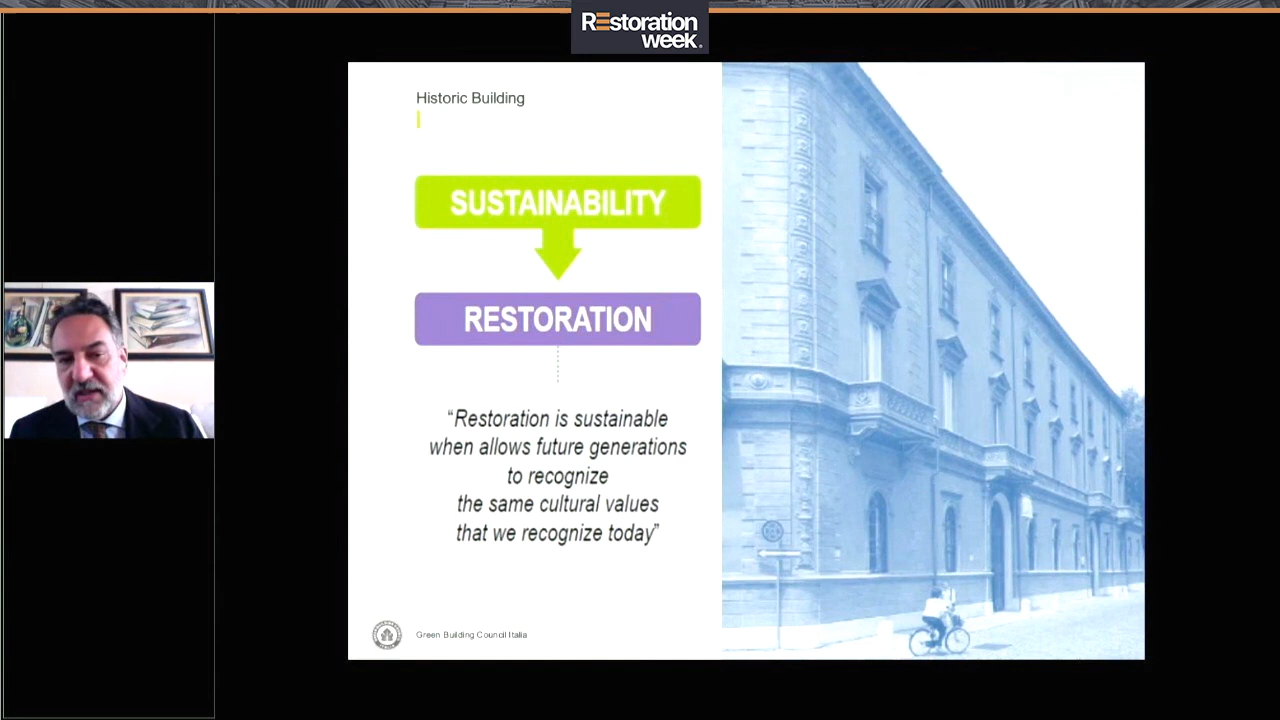 Restoration
week.
Historic Building
SUSTAINABILITY
RESTORATION
“Restoration is sustainable
when allows future generations
to recognize
the same cultural values
that we recognize today”
Green Building Council Italia